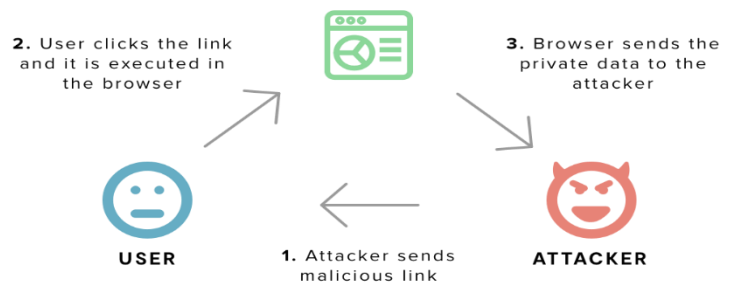 2. User clicks the link
and it is executed in
the browser
3. Browser sends the
private data to the
attacker
USER
1. Attacker sends
malicious link
ATTACKER